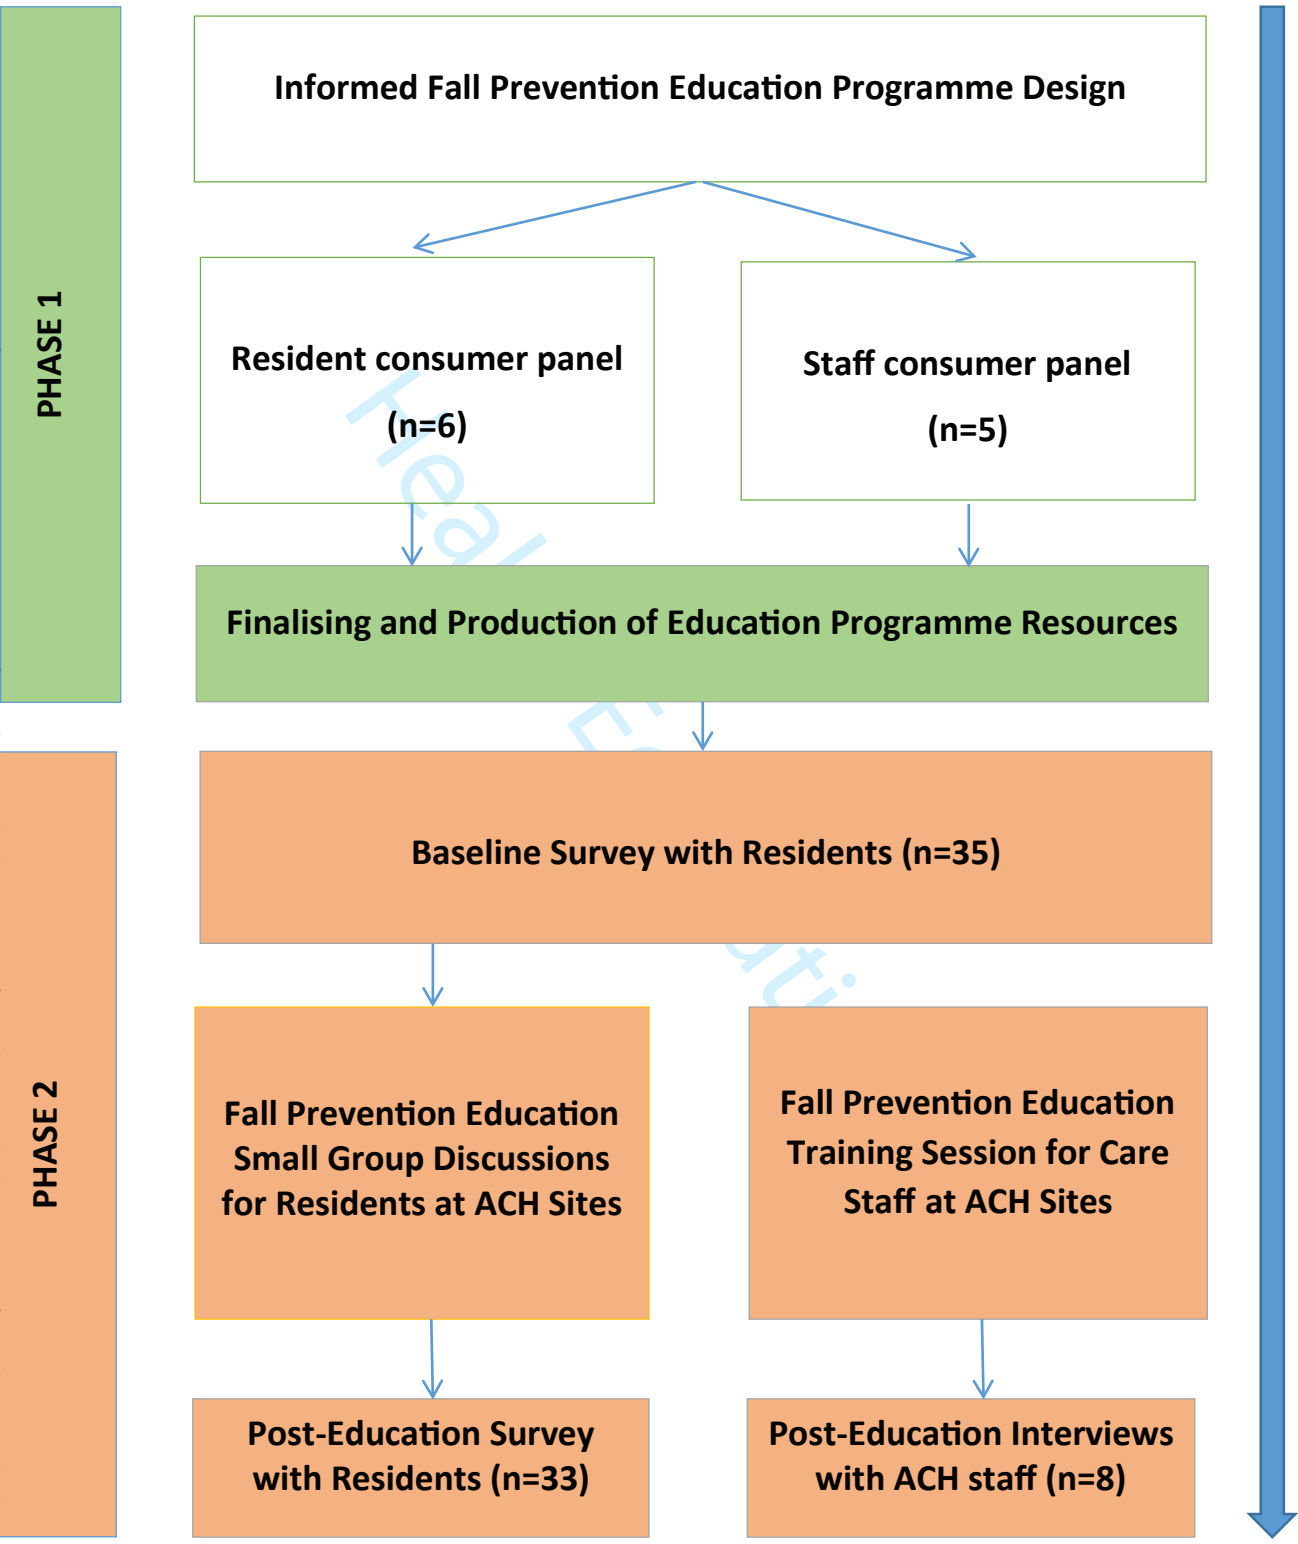 PHASE 1
Informed Fall Prevention Education Programme Design
Resident consumer panel
(n=6)
Staff consumer panel
(n=5)
Finalising and Production of Education Programme Resources
PHASE 2
Baseline Survey with Residents (n=35)
Fall Prevention Education
Small Group Discussions
for Residents at ACH Sites
Fall Prevention Education
Training Session for Care
Staff at ACH Sites
Post-Education Survey
with Residents (n=33)
Post-Education Interviews
with ACH staff (n=8)